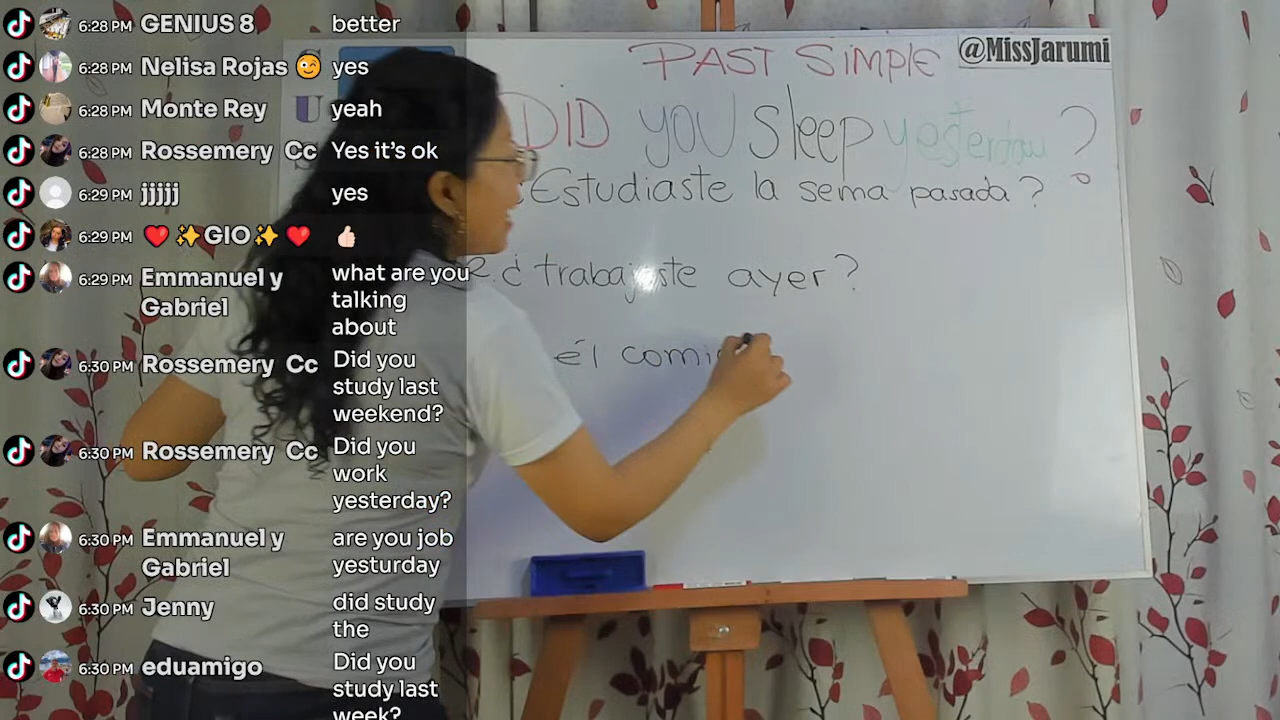 6:28 PM GENIUS 8 better
6:28 PM Nelisa Rojas 😉 yes
6:28 PM Monte Rey yeah
6:28 PM Rossemery Cc Yes it’s ok
6:29 PM jjjjj yes
6:29 PM ❤️ ✨GIO✨ ❤️ 👍🏻
6:29 PM Emmanuel y
Gabriel
what are you
talking
about
6:30 PM Rossemery Cc Did you
study last
weekend?
6:30 PM Rossemery Cc Did you
work
yesterday?
6:30 PM Emmanuel y
Gabriel
are you job
yesturday
6:30 PM Jenny did study
the
6:30 PM eduamigo Did you
study last
week?
PAST SIMPLE
@MissJarumi
DID you sleep yesterday ?
¿Estudiaste la sema pasada ?
2. ¿ trabajaste ayer ?
él